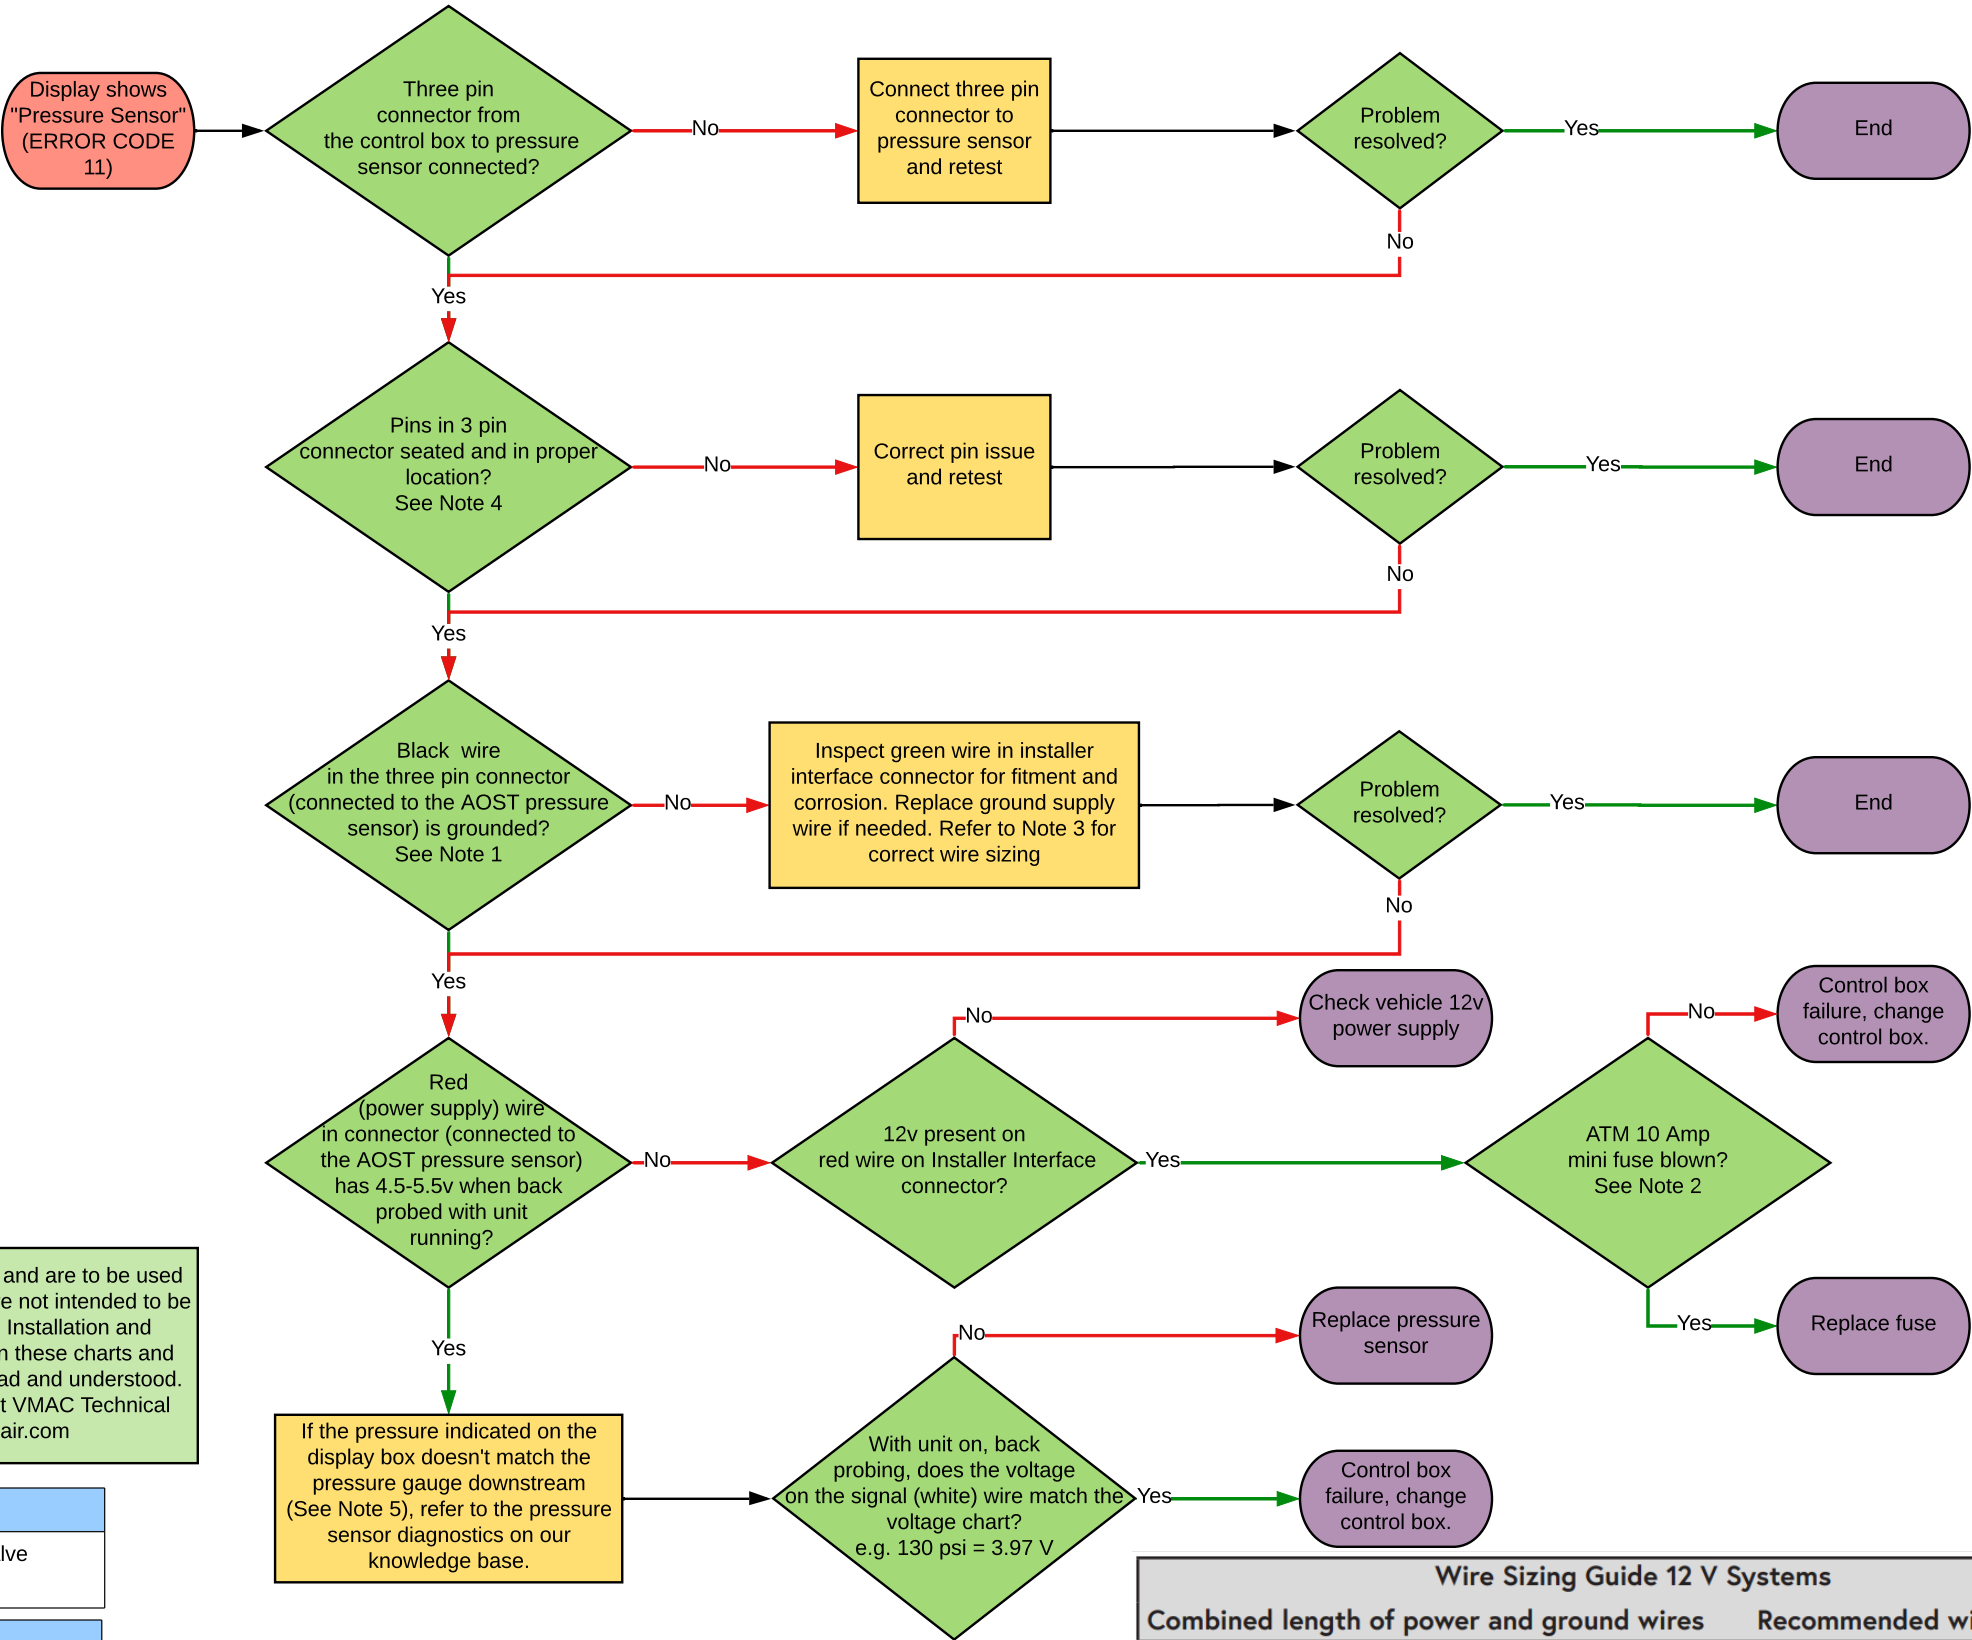 Display shows
"Pressure Sensor"
(ERROR CODE
11)
Three pin
connector from
the control box to pressure
sensor connected?
No
Connect three pin
connector to
pressure sensor
and retest
Problem
resolved?
Yes
End
No
Yes
Pins in 3 pin
connector seated and in proper
location?
See Note 4
No
Correct pin issue
and retest
Problem
resolved?
Yes
End
No
Yes
Black wire
in the three pin connector
(connected to the AOST pressure
sensor) is grounded?
See Note 1
No
Inspect green wire in installer
interface connector for fitment and
corrosion. Replace ground supply
wire if needed. Refer to Note 3 for
correct wire sizing
Problem
resolved?
Yes
End
No
Yes
Red
(power supply) wire
in connector (connected to
the AOST pressure sensor)
has 4.5-5.5v when back
probed with unit
running?
No
12v present on
red wire on Installer Interface
connector?
No
Check vehicle 12v
power supply
Yes
ATM 10 Amp
mini fuse blown?
See Note 2
No
Control box
failure, change
control box.
Yes
Replace fuse
Yes
If the pressure indicated on the
display box doesn't match the
pressure gauge downstream
(See Note 5), refer to the pressure
sensor diagnostics on our
knowledge base.
With unit on, back
probing, does the voltage
on the signal (white) wire match the
voltage chart?
e.g. 130 psi = 3.97 V
No
Replace pressure
sensor
Yes
Control box
failure, change
control box.
and are to be used
not intended to be
Installation and
these charts and
and understood.
VMAC Technical
air.com
Wire Sizing Guide 12 V Systems
Combined length of power and ground wires
Recommended